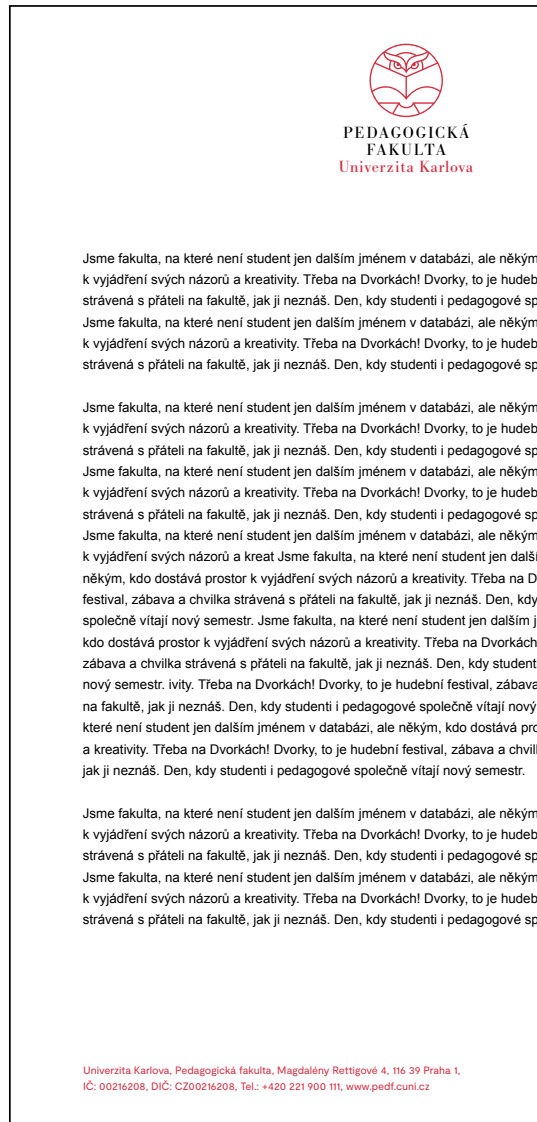 PEDAGOGICKÁ
FAKULTA
Univerzita Karlova
Jsme fakulta, na které není student jen dalším jménem v databázi, ale někým
k vyjádření svých názorů a kreativity. Třeba na Dvorkách! Dvorky, to je hudeb
strávená s přáteli na fakultě, jak ji neznáš. Den, kdy studenti i pedagogové sp
Jsme fakulta, na které není student jen dalším jménem v databázi, ale někým
k vyjádření svých názorů a kreativity. Třeba na Dvorkách! Dvorky, to je hudeb
strávená s přáteli na fakultě, jak ji neznáš. Den, kdy studenti i pedagogové sp
Jsme fakulta, na které není student jen dalším jménem v databázi, ale někým
k vyjádření svých názorů a kreativity. Třeba na Dvorkách! Dvorky, to je hudeb
strávená s přáteli na fakultě, jak ji neznáš. Den, kdy studenti i pedagogové sp
Jsme fakulta, na které není student jen dalším jménem v databázi, ale někým
k vyjádření svých názorů a kreativity. Třeba na Dvorkách! Dvorky, to je hudeb
strávená s přáteli na fakultě, jak ji neznáš. Den, kdy studenti i pedagogové sp
Jsme fakulta, na které není student jen dalším jménem v databázi, ale někým
k vyjádření svých názorů a kreat Jsme fakulta, na které není student jen další
někým, kdo dostává prostor k vyjádření svých názorů a kreativity. Třeba na D
festival, zábava a chvilka strávená s přáteli na fakultě, jak ji neznáš. Den, kdy
společně vítají nový semestr. Jsme fakulta, na které není student jen dalším j
kdo dostává prostor k vyjádření svých názorů a kreativity. Třeba na Dvorkách
zábava a chvilka strávená s přáteli na fakultě, jak ji neznáš. Den, kdy student
nový semestr. ivity. Třeba na Dvorkách! Dvorky, to je hudební festival, zábava
na fakultě, jak ji neznáš. Den, kdy studenti i pedagogové společně vítají nový
které není student jen dalším jménem v databázi, ale někým, kdo dostává pro
a kreativity. Třeba na Dvorkách! Dvorky, to je hudební festival, zábava a chvil
jak ji neznáš. Den, kdy studenti i pedagogové společně vítají nový semestr.
Jsme fakulta, na které není student jen dalším jménem v databázi, ale někým
k vyjádření svých názorů a kreativity. Třeba na Dvorkách! Dvorky, to je hudeb
strávená s přáteli na fakultě, jak ji neznáš. Den, kdy studenti i pedagogové sp
Jsme fakulta, na které není student jen dalším jménem v databázi, ale někým
k vyjádření svých názorů a kreativity. Třeba na Dvorkách! Dvorky, to je hudeb
strávená s přáteli na fakultě, jak ji neznáš. Den, kdy studenti i pedagogové sp
Univerzita Karlova, Pedagogická fakulta, Magdalény Rettigové 4, 116 39 Praha 1,
IČ: 00216208, DIČ: CZ00216208, Tel.: +420 221 900 111, www.pedf.cuni.cz